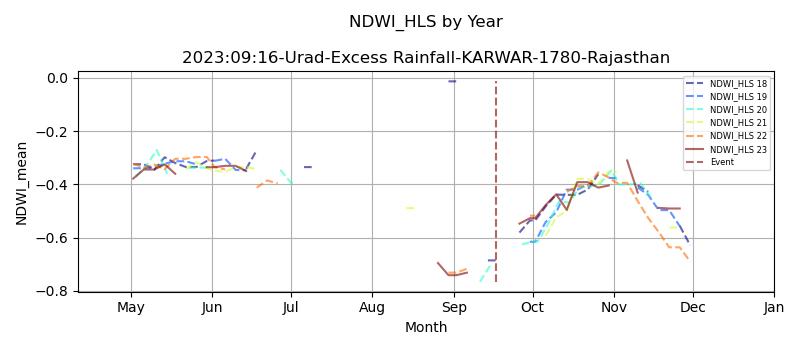 NDWI_HLS by Year
2023:09:16-Urad-Excess Rainfall-KARWAR-1780-Rajasthan
NDWI_mean
0.0
−0.2
−0.4
−0.6
−0.8
NDWI_HLS 18
NDWI_HLS 19
NDWI_HLS 20
NDWI_HLS 21
NDWI_HLS 22
NDWI_HLS 23
Event
May Jun Jul Aug Sep Oct Nov Dec Jan
Month